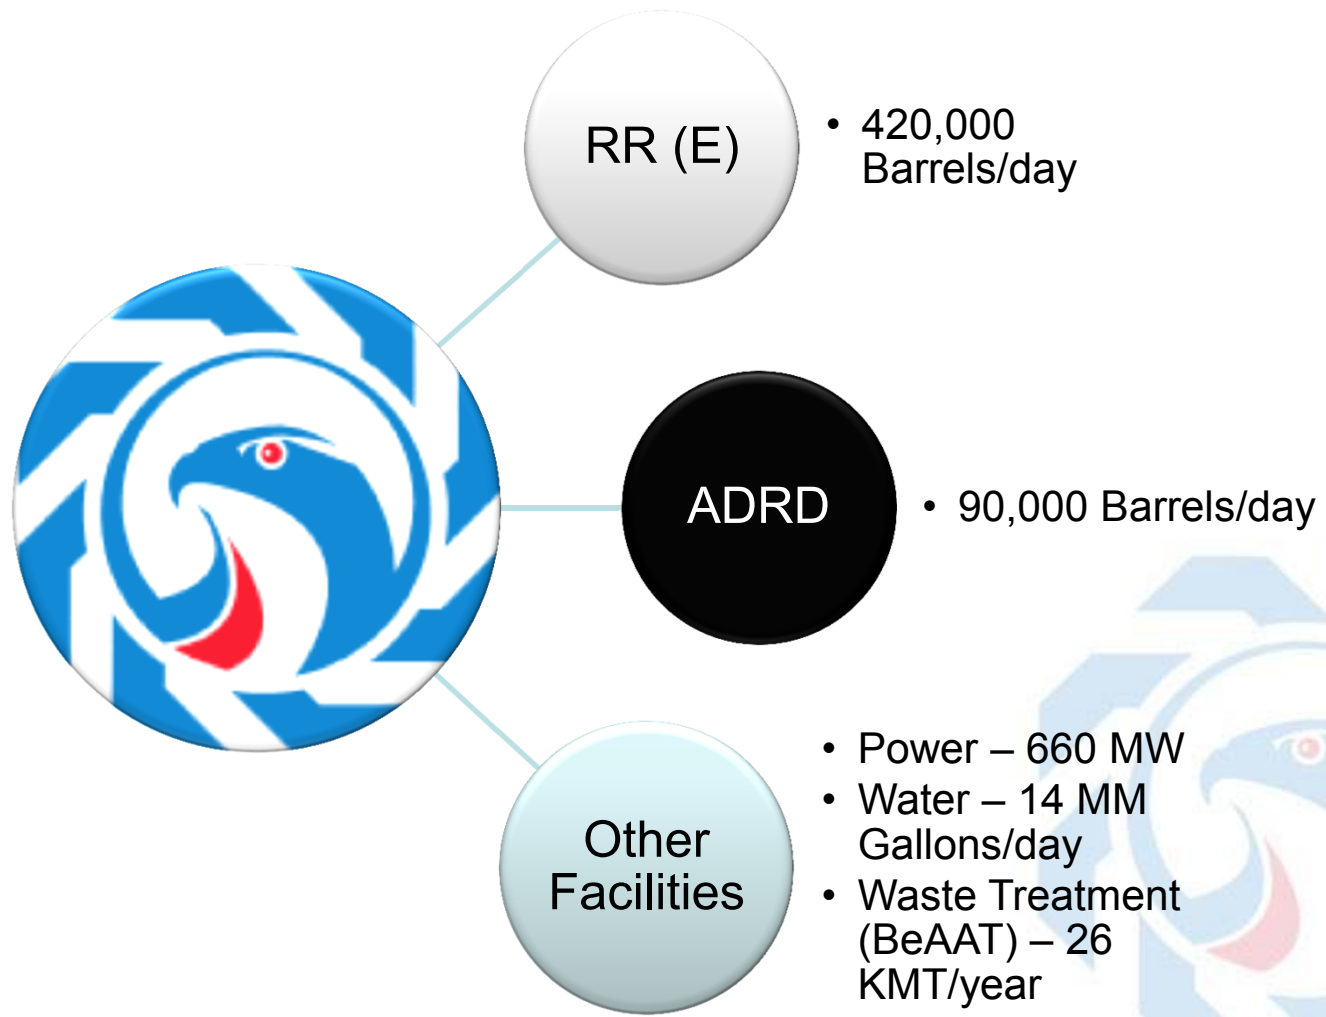 RR (E)
• 420,000
Barrels/day
ADRD
• 90,000 Barrels/day
Other
Facilities
• Power – 660 MW
• Water – 14 MM
Gallons/day
• Waste Treatment
(BeAAT) – 26
KMT/year